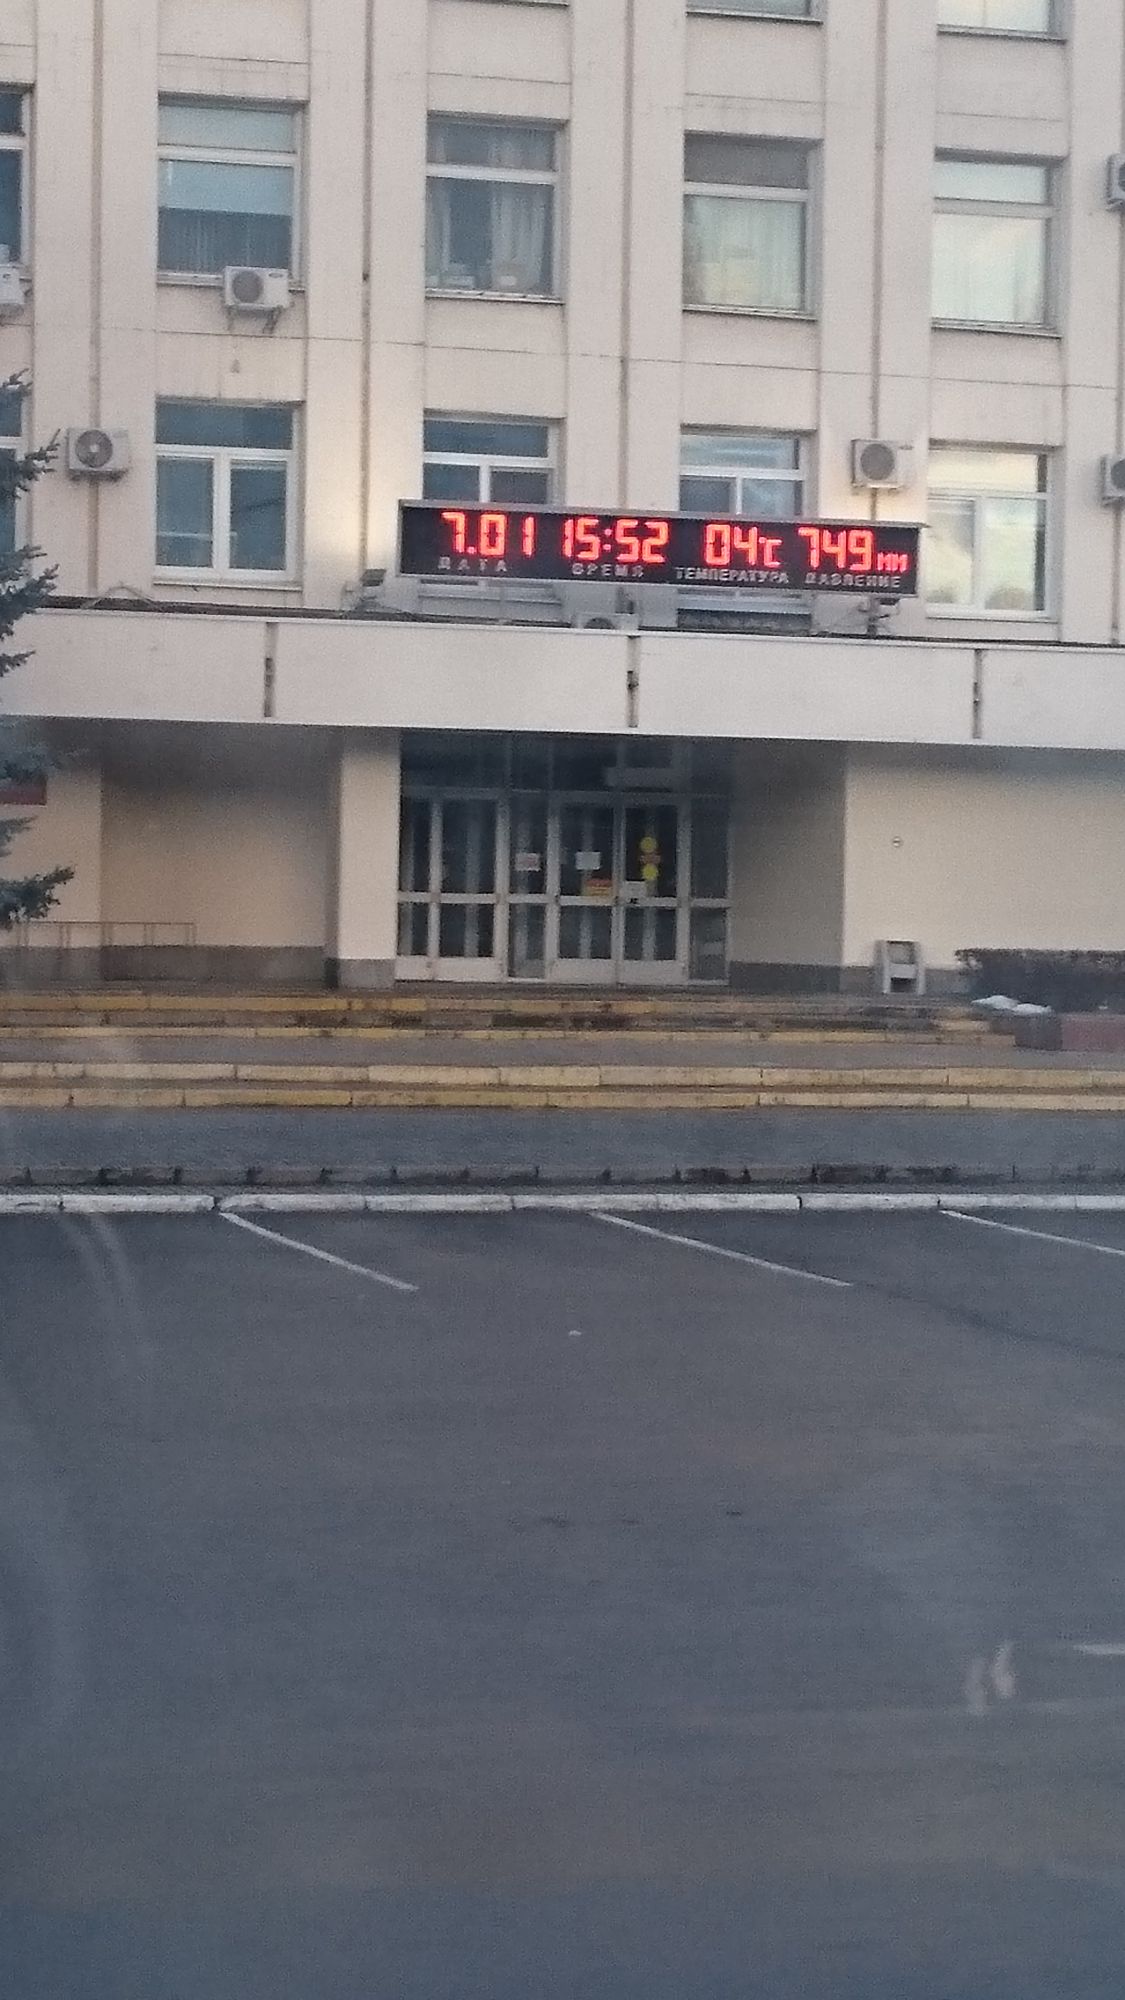 7.01 15:52 04°C 749мм
ДАТА ВРЕМЯ ТЕМПЕРАТУРА ДАВЛЕНИЕ